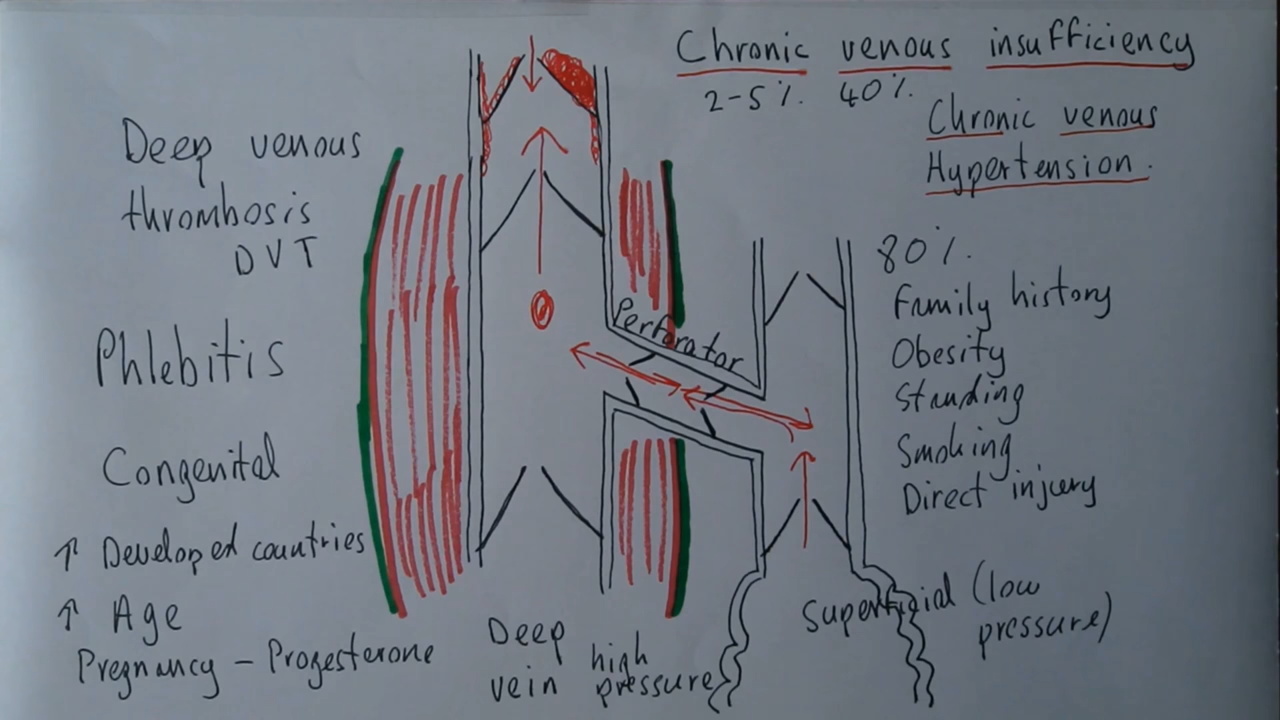 Chronic venous insufficiency
2-5%. 40%.
Chronic venous
Hypertension.
Deep venous
thrombosis
DVT
Phlebitis
Congenital
↑ Developed countries
↑ Age
Pregnancy - Progesterone
Perforator
80%.
Family history
Obesity
Standing
Smoking
Direct injury
Deep
vein
high
pressure
Superficial (low
pressure)